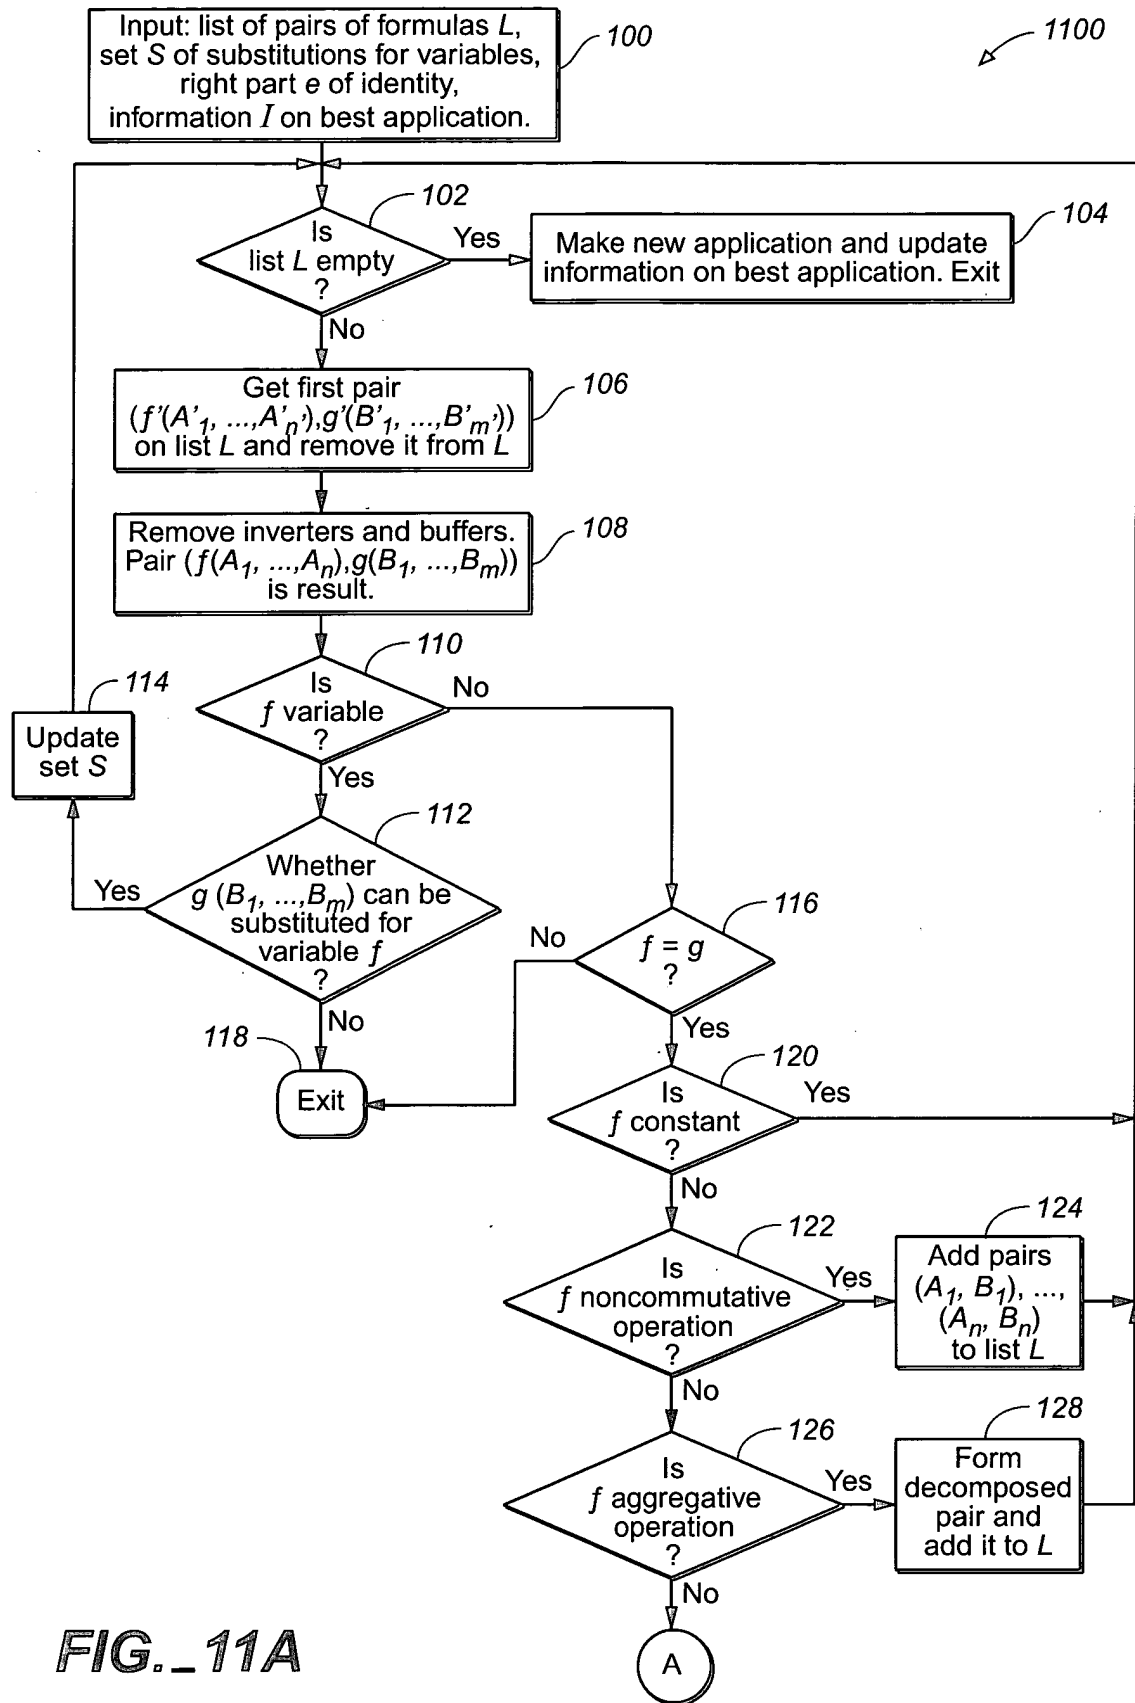 Input: list of pairs of formulas L,
set S of substitutions for variables,
right part e of identity,
information I on best application.
100
1100
102
Is
list L empty
?
Yes
No
104
Make new application and update
information on best application. Exit
106
Get first pair
(f'(A'1, ...,A'n'),g'(B'1, ...,B'm'))
on list L and remove it from L
108
Remove inverters and buffers.
Pair (f(A1, ...,An),g(B1, ...,Bm))
is result.
110
Is
f variable
?
No
Yes
114
Update
set S
112
Whether
g (B1, ...,Bm) can be
substituted for
variable f
?
Yes
No
116
f = g
?
No
Yes
118
Exit
120
Is
f constant
?
Yes
No
122
Is
f noncommutative
operation
?
Yes
No
124
Add pairs
(A1, B1), ...,
(An, Bn)
to list L
126
Is
f aggregative
operation
?
Yes
No
128
Form
decomposed
pair and
add it to L
A
FIG._11A